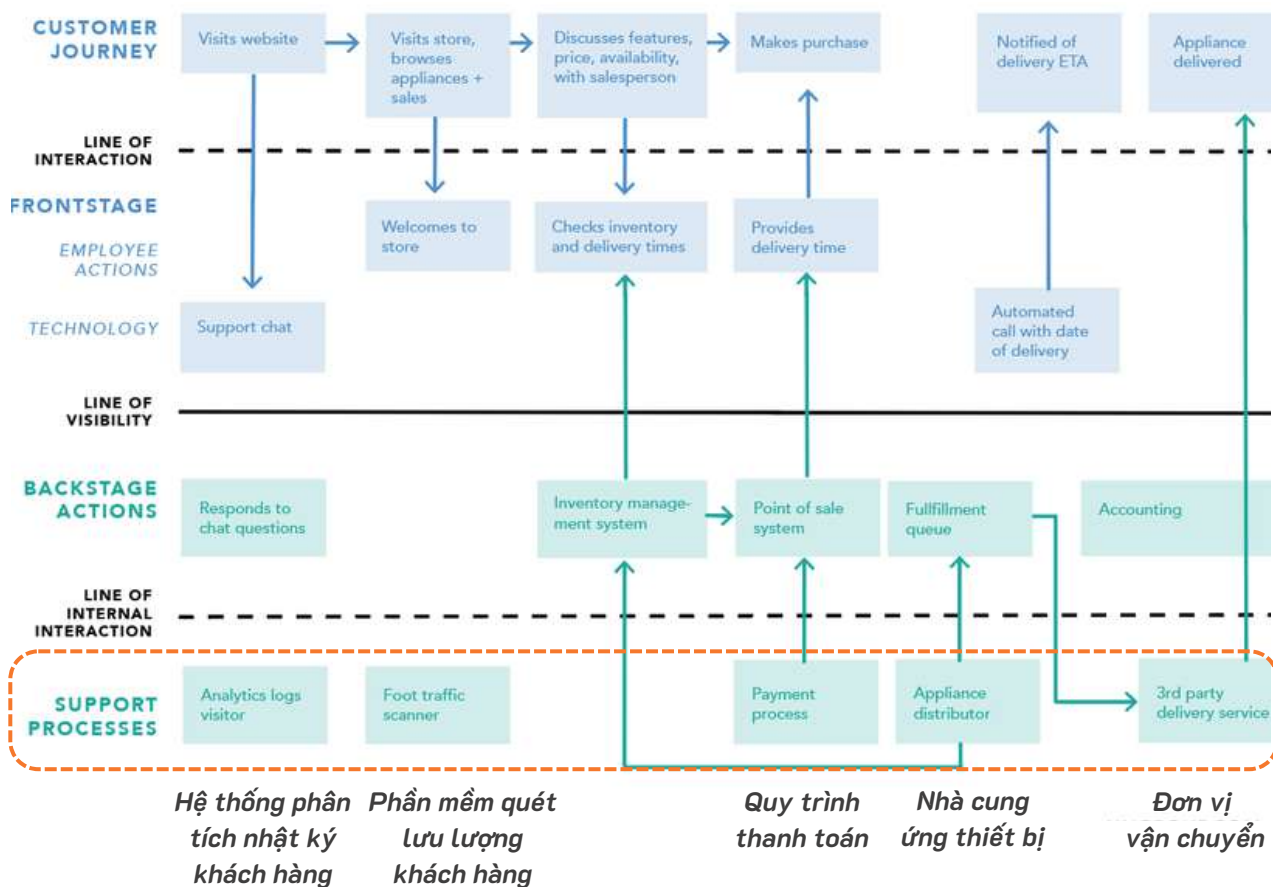 CUSTOMER
JOURNEY
Visits website
Visits store,
browses
appliances +
sales
Discusses features,
price, availability,
with salesperson
Makes purchase
Notified of
delivery ETA
Appliance
delivered
LINE OF
INTERACTION
FRONTSTAGE
EMPLOYEE
ACTIONS
Welcomes to
store
Checks inventory
and delivery times
Provides
delivery time
TECHNOLOGY
Support chat
Automated
call with date
of delivery
LINE OF
VISIBILITY
BACKSTAGE
ACTIONS
Responds to
chat questions
Inventory manage-
ment system
Point of sale
system
Fullfillment
queue
Accounting
LINE OF
INTERNAL
INTERACTION
SUPPORT
PROCESSES
Analytics logs
visitor
Foot traffic
scanner
Payment
process
Appliance
distributor
3rd party
delivery service
Hệ thống phân
tích nhật ký
khách hàng
Phần mềm quét
lưu lượng
khách hàng
Quy trình
thanh toán
Nhà cung
ứng thiết bị
Đơn vị
vận chuyển